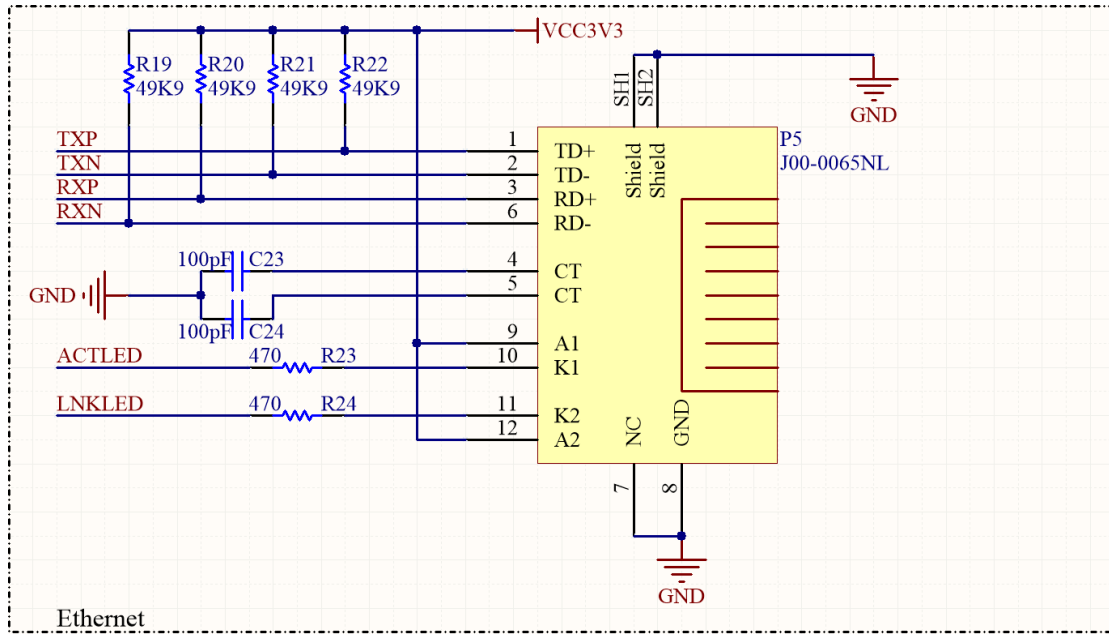 VCC3V3
R19 R20 R21 R22
49K9 49K9 49K9 49K9
SH1
SH2
GND
P5
J00-0065NL
TXP 1 TD+
TXN 2 TD-
RXP 3 RD+
RXN 6 RD-
Shield
Shield
100pF C23 4 CT
GND 5 CT
100pF C24
9 A1
ACTLED 470 R23 10 K1
LNKLED 470 R24 11 K2
12 A2
NC
GND
7
8
GND
Ethernet